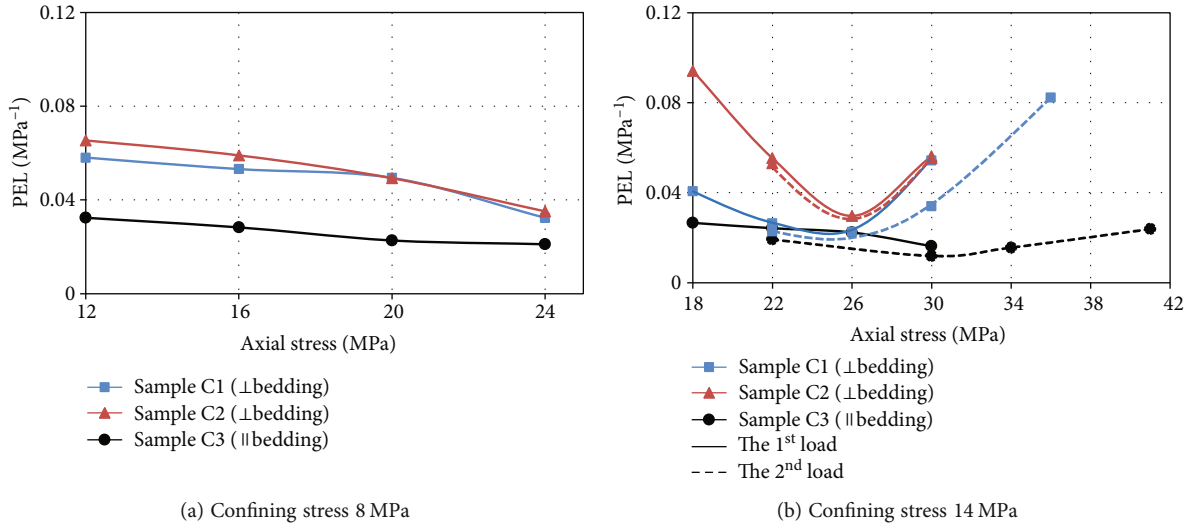 0.12
0.08
0.04
0
PEL (MPa⁻¹)
12 16 20 24
Axial stress (MPa)
Sample C1 (⊥bedding)
Sample C2 (⊥bedding)
Sample C3 (∥bedding)
(a) Confining stress 8 MPa
0.12
0.08
0.04
0
PEL (MPa⁻¹)
18 22 26 30 34 38 42
Axial stress (MPa)
Sample C1 (⊥bedding)
Sample C2 (⊥bedding)
Sample C3 (∥bedding)
The 1st load
The 2nd load
(b) Confining stress 14 MPa